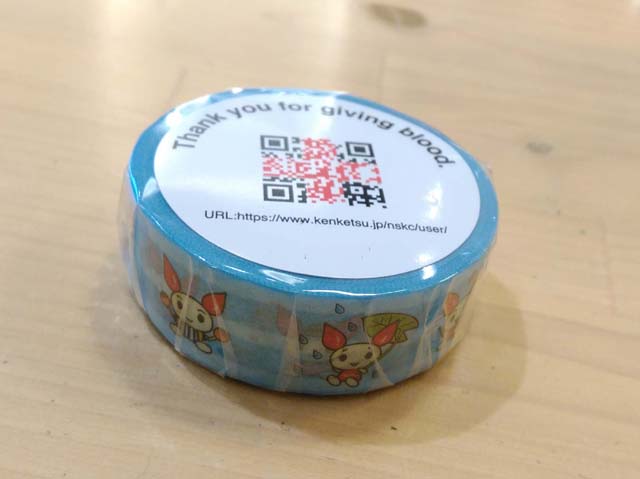 Thank you for giving blood.
URL:https://www.kenketsu.jp/nskc/user/